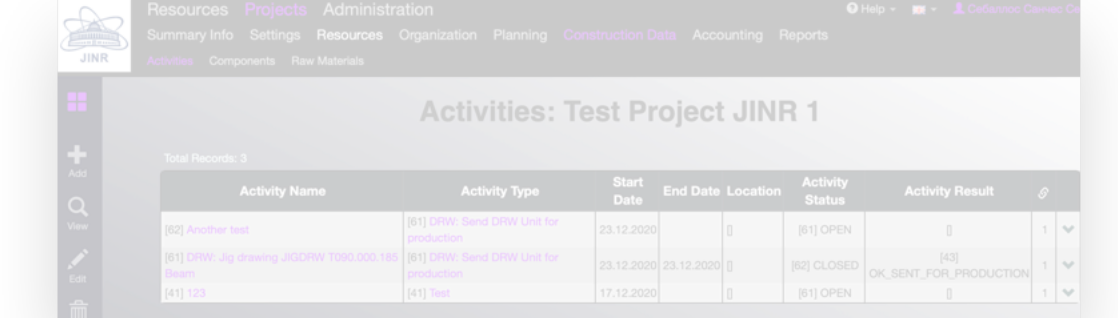 Resources Projects Administration
Help
Summary Info Settings Resources Organization Planning Construction Data Accounting Reports
JINR
Activities Components Raw Materials
Activities: Test Project JINR 1
Total Records: 3
Add
View
Edit
Activity Name Activity Type Start Date End Date Location Activity Status Activity Result
[62] Another test [61] DRW: Send DRW Unit for production 23.12.2020 [] [61] OPEN [] 1
[61] DRW: Jig drawing JIGDRW T090.000.185 Beam [61] DRW: Send DRW Unit for production 23.12.2020 23.12.2020 [] [62] CLOSED [43] OK_SENT_FOR_PRODUCTION 1
[41] 123 [41] Test 17.12.2020 [] [61] OPEN [] 1